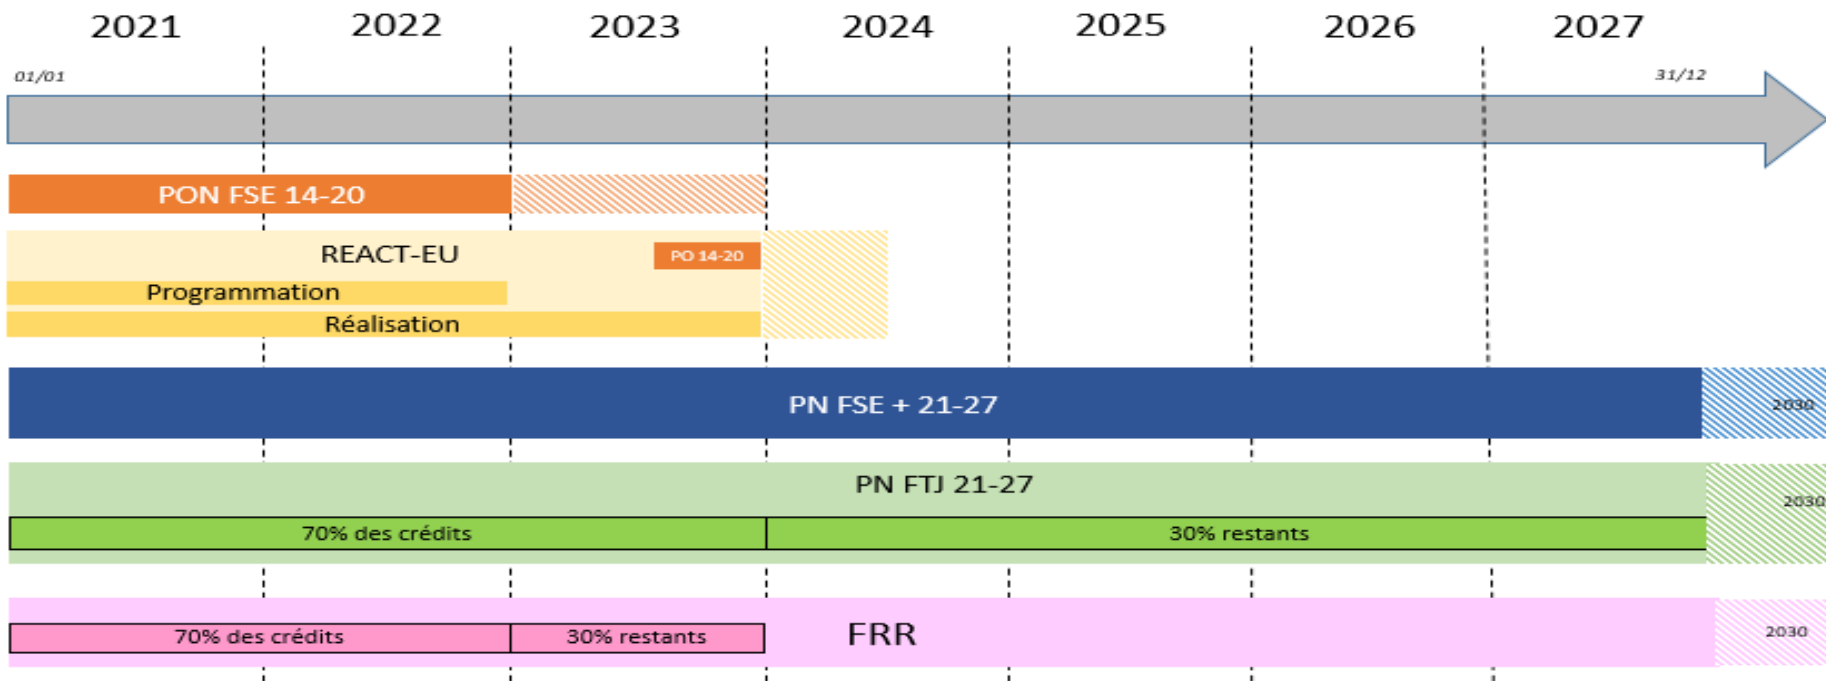 2021 2022 2023 2024 2025 2026 2027
01/01 31/12
PON FSE 14-20
REACT-EU PO 14-20
Programmation
Réalisation
PN FSE + 21-27 2030
PN FTJ 21-27
2030
70% des crédits 30% restants
70% des crédits 30% restants FRR 2030